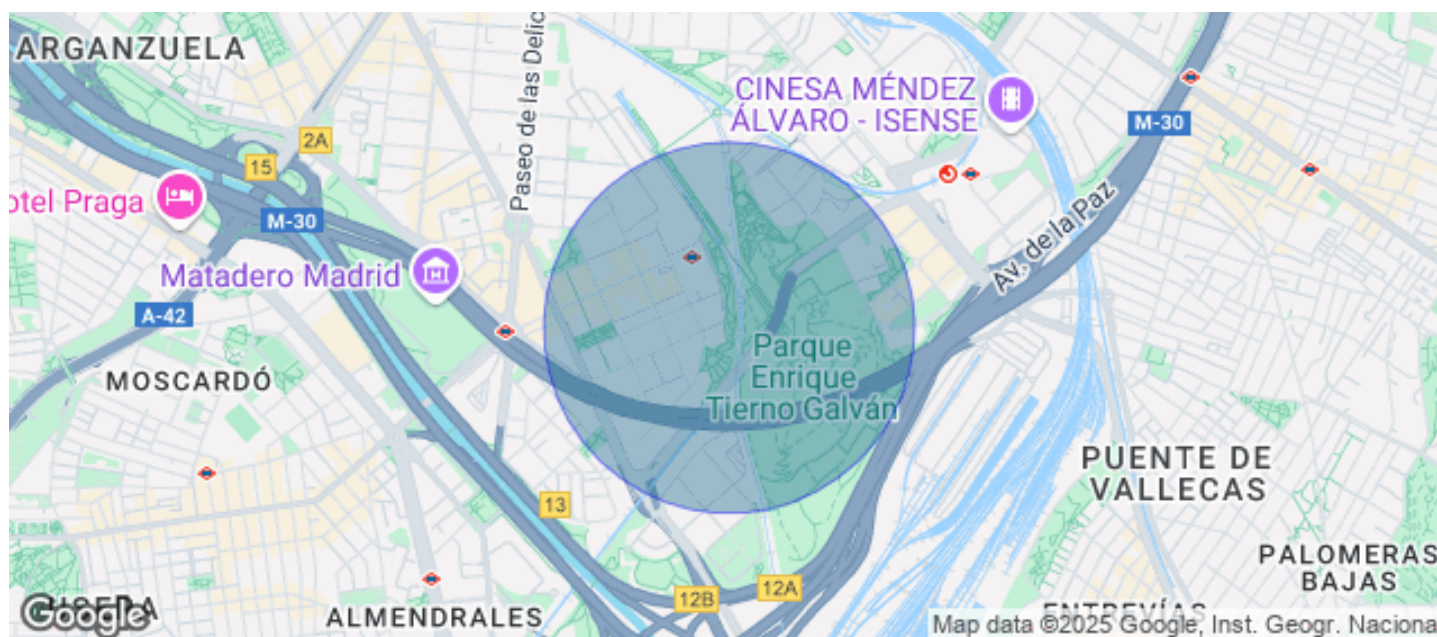 ARGANZUELA
Paseo de las Delic
CINESA MÉNDEZ
ÁLVARO - ISENSE
M-30
2A
15
otel Praga
M-30
Av. de la Paz
Matadero Madrid
A-42
Parque
Enrique
Tierno Galván
MOSCARDÓ
PUENTE DE
VALLECAS
13
PALOMERAS
BAJAS
12A
12B
ENTREVÍAS
Google
ALMENDRALES
Map data ©2025 Google, Inst. Geogr. Naciona